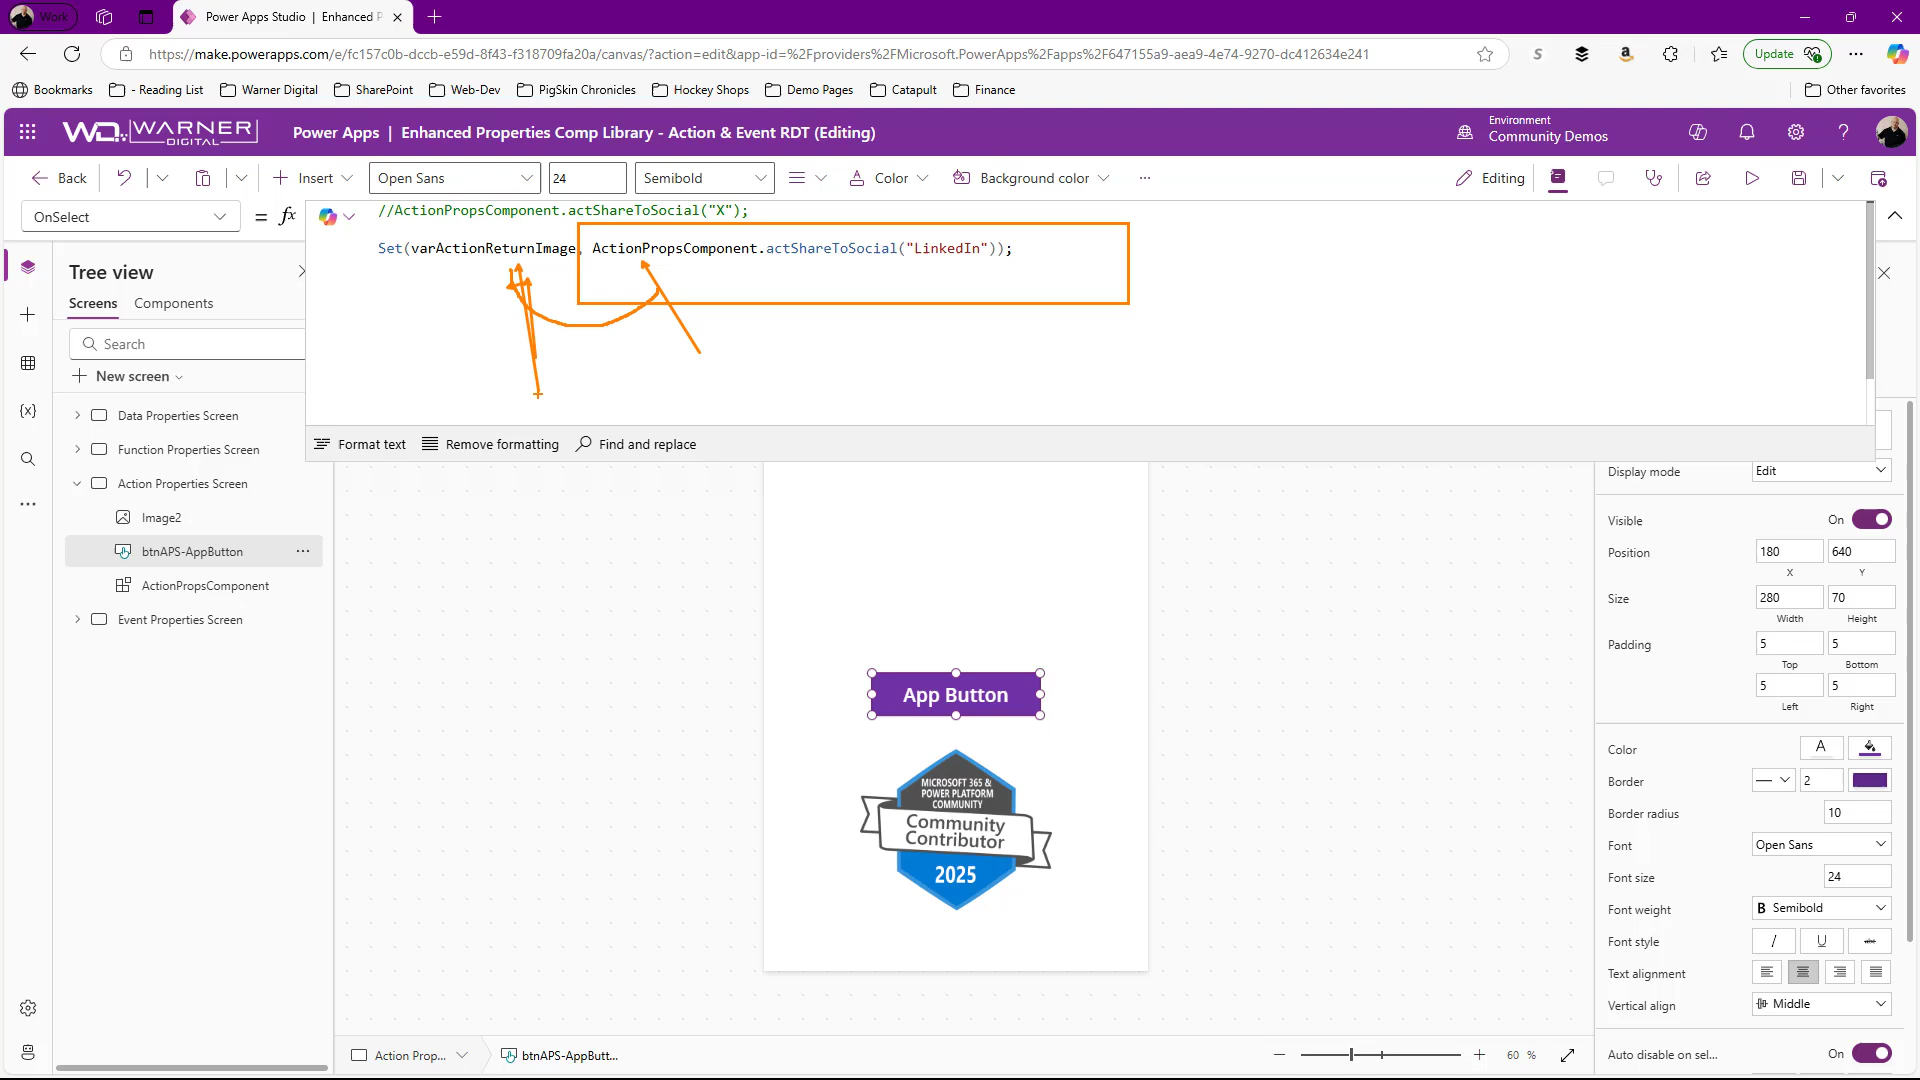 Work
Power Apps Studio | Enhanced P
https://make.powerapps.com/e/fc157c0b-dccb-e59d-8f43-f318709fa20a/canvas/?action=edit&app-id=%2Fproviders%2FMicrosoft.PowerApps%2Fapps%2F647155a9-aea9-4e74-9270-dc412634e241
Update
Bookmarks - Reading List Warner Digital SharePoint Web-Dev PigSkin Chronicles Hockey Shops Demo Pages Catapult Finance Other favorites
WD WARNER DIGITAL
Power Apps | Enhanced Properties Comp Library - Action & Event RDT (Editing)
Environment
Community Demos
Back Insert Open Sans 24 Semibold Color Background color ... Editing
OnSelect = fx
//ActionPropsComponent.actShareToSocial("X");
Set(varActionReturnImage, ActionPropsComponent.actShareToSocial("LinkedIn"));
Format text Remove formatting Find and replace
Tree view
Screens Components
Search
New screen
Data Properties Screen
Function Properties Screen
Action Properties Screen
Image2
btnAPS-AppButton ...
ActionPropsComponent
Event Properties Screen
App Button
MICROSOFT 365 &
POWER PLATFORM
COMMUNITY
Community
Contributor
2025
Display mode Edit
Visible On
Position 180 640
X Y
Size 280 70
Width Height
Padding 5 5
Top Bottom
5 5
Left Right
Color A
Border 2
Border radius 10
Font Open Sans
Font size 24
Font weight B Semibold
Font style / U abc
Text alignment
Vertical align Middle
Auto disable on sel... On
Action Prop... btnAPS-AppButt...
60 %